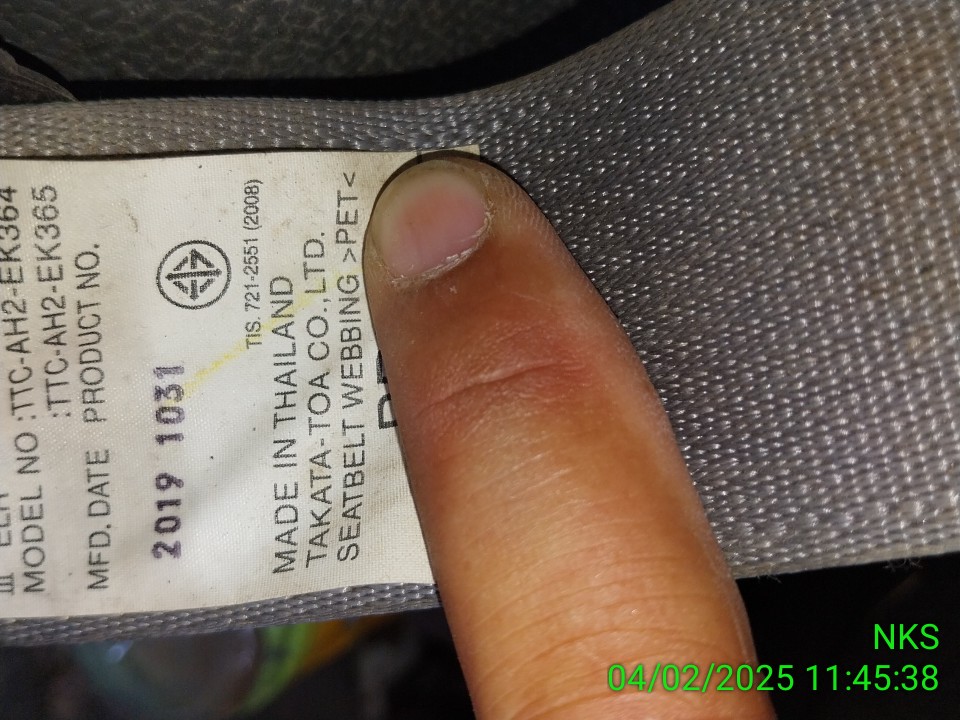 MODEL NO :TTC-AH2-EK364
:TTC-AH2-EK365
MFD. DATE PRODUCT NO.
2019 1031
TIS. 721-2551 (2008)
MADE IN THAILAND
TAKATA-TOA CO.,LTD.
SEATBELT WEBBING >PET<
NKS
04/02/2025 11:45:38